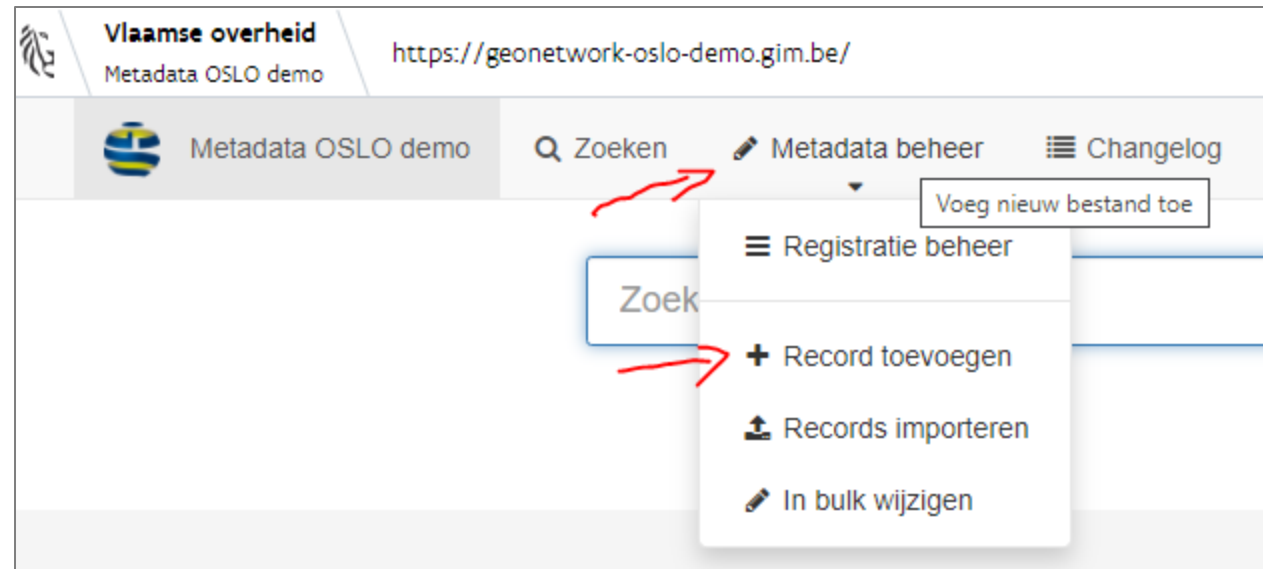 Vlaamse overheid
Metadata OSLO demo
https://geonetwork-oslo-demo.gim.be/
Metadata OSLO demo
Zoeken
Metadata beheer
Changelog
Voeg nieuw bestand toe
Registratie beheer
Zoek
Record toevoegen
Records importeren
In bulk wijzigen